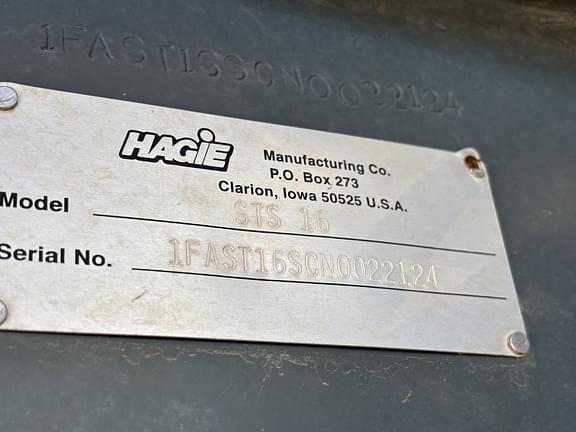 1FAST16SCN0022124
HAGIE
Manufacturing Co.
P.O. Box 273
Clarion, Iowa 50525 U.S.A.
Model STS 16
Serial No. 1FAST16SCN0022124